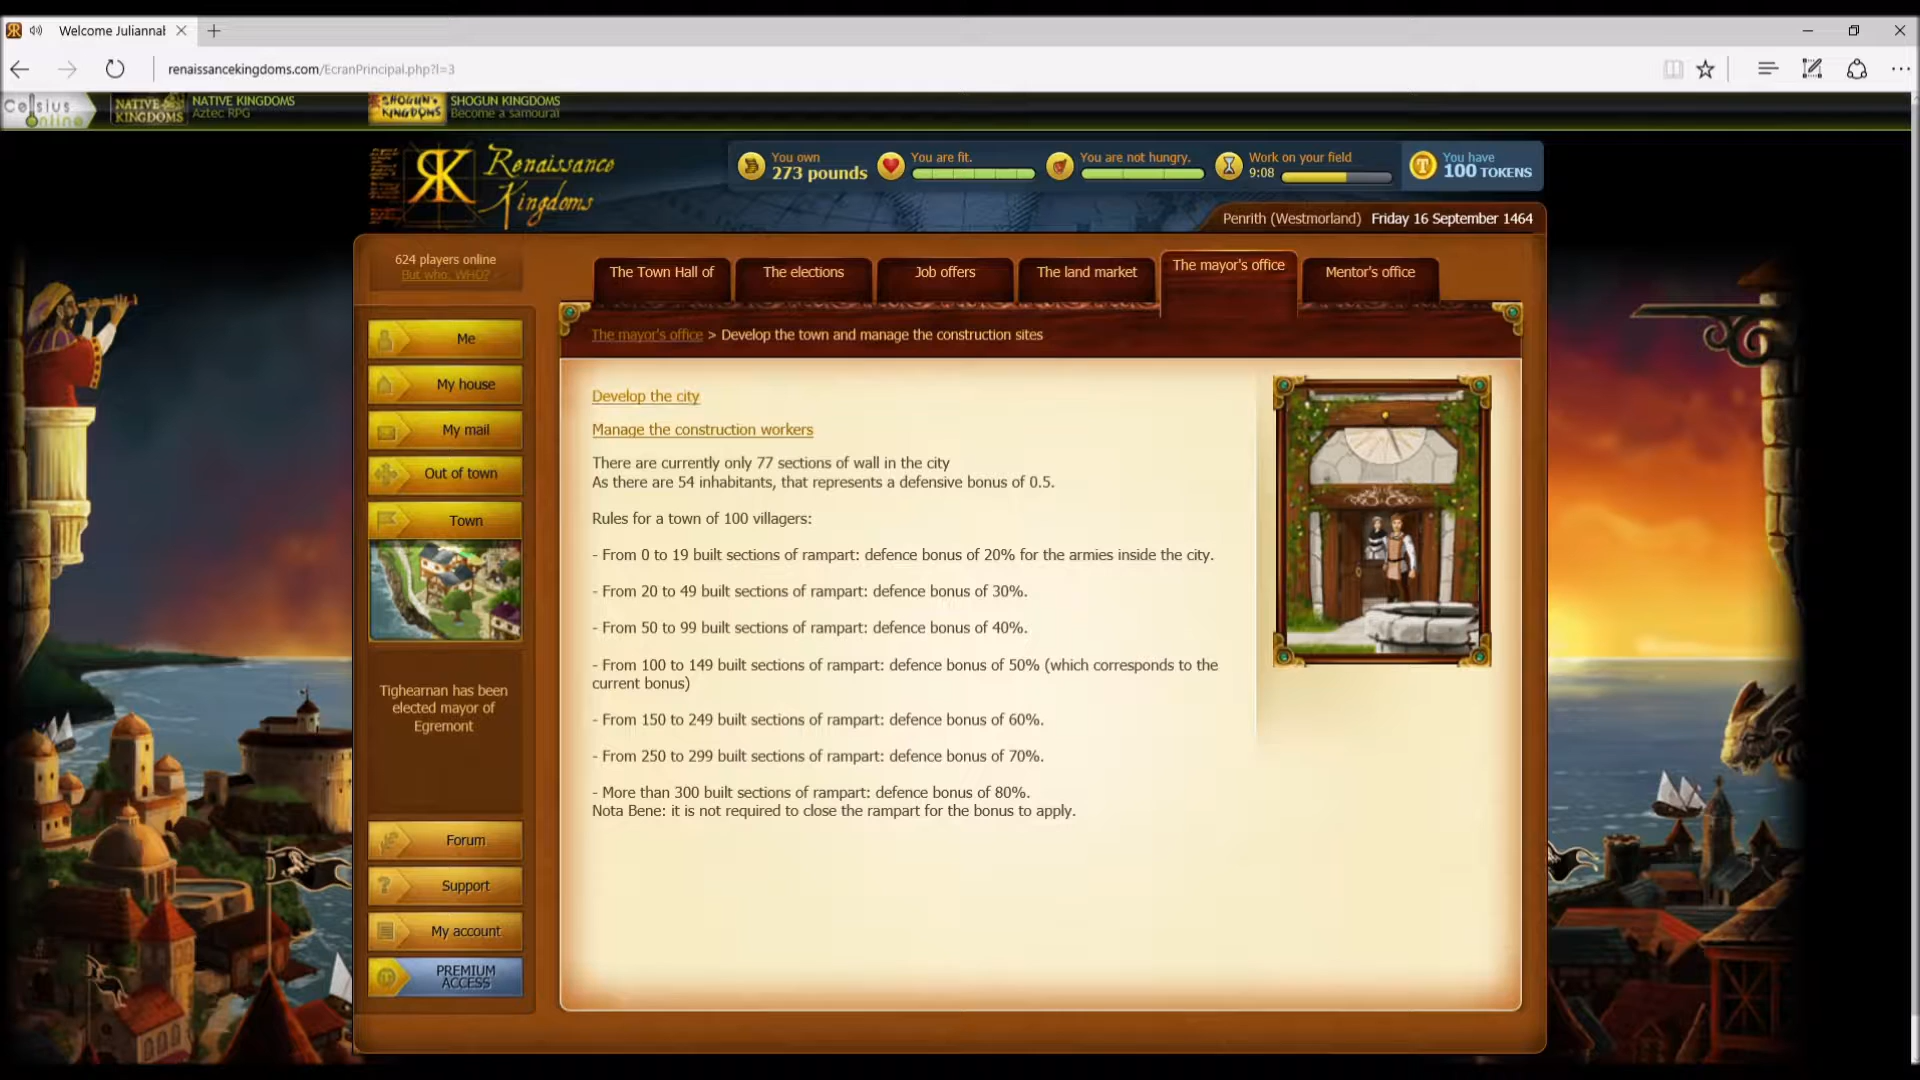 Welcome Juliannal
renaissancekingdoms.com/EcranPrincipal.php?l=3
Celsius online
NATIVE KINGDOMS
NATIVE KINGDOMS
Aztec RPG
SHOGUN KINGDOMS
SHOGUN KINGDOMS
Become a samourai
RK Renaissance Kingdoms
You own
273 pounds
You are fit.
You are not hungry.
Work on your field
9:08
You have
100 TOKENS
Penrith (Westmorland) Friday 16 September 1464
624 players online
But who, WHO?
The Town Hall of
The elections
Job offers
The land market
The mayor's office
Mentor's office
The mayor's office > Develop the town and manage the construction sites
Me
My house
My mail
Out of town
Town
Tighearnan has been
elected mayor of
Egremont
Forum
Support
My account
PREMIUM
ACCESS
Develop the city
Manage the construction workers
There are currently only 77 sections of wall in the city
As there are 54 inhabitants, that represents a defensive bonus of 0.5.
Rules for a town of 100 villagers:
- From 0 to 19 built sections of rampart: defence bonus of 20% for the armies inside the city.
- From 20 to 49 built sections of rampart: defence bonus of 30%.
- From 50 to 99 built sections of rampart: defence bonus of 40%.
- From 100 to 149 built sections of rampart: defence bonus of 50% (which corresponds to the
current bonus)
- From 150 to 249 built sections of rampart: defence bonus of 60%.
- From 250 to 299 built sections of rampart: defence bonus of 70%.
- More than 300 built sections of rampart: defence bonus of 80%.
Nota Bene: it is not required to close the rampart for the bonus to apply.